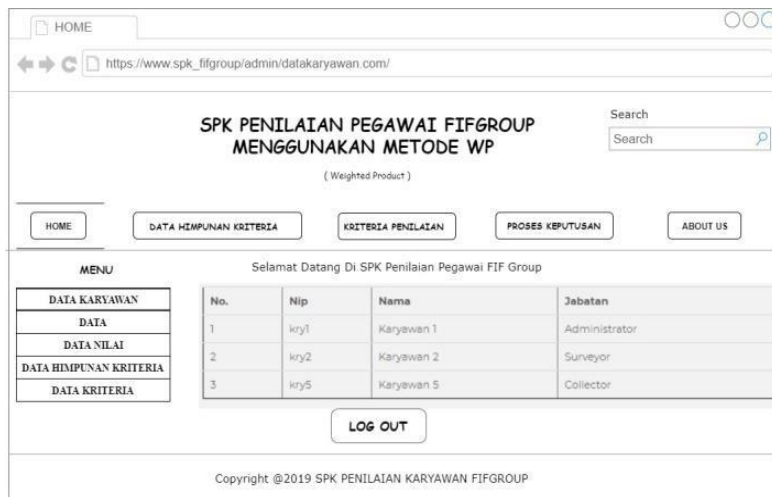 HOME
https://www.spk_fifgroup/admin/datakaryawan.com/
SPK PENILAIAN PEGAWAI FIFGROUP
MENGGUNAKAN METODE WP
( Weighted Product )
Search
Search
HOME
DATA HIMPUNAN KRITERIA
KRITERIA PENILAIAN
PROSES KEPUTUSAN
ABOUT US
MENU
DATA KARYAWAN
DATA
DATA NILAI
DATA HIMPUNAN KRITERIA
DATA KRITERIA
Selamat Datang Di SPK Penilaian Pegawai FIF Group
No. Nip Nama Jabatan
1 kry1 Karyawan 1 Administrator
2 kry2 Karyawan 2 Surveyor
3 kry5 Karyawan 5 Collector
LOG OUT
Copyright @2019 SPK PENILAIAN KARYAWAN FIFGROUP